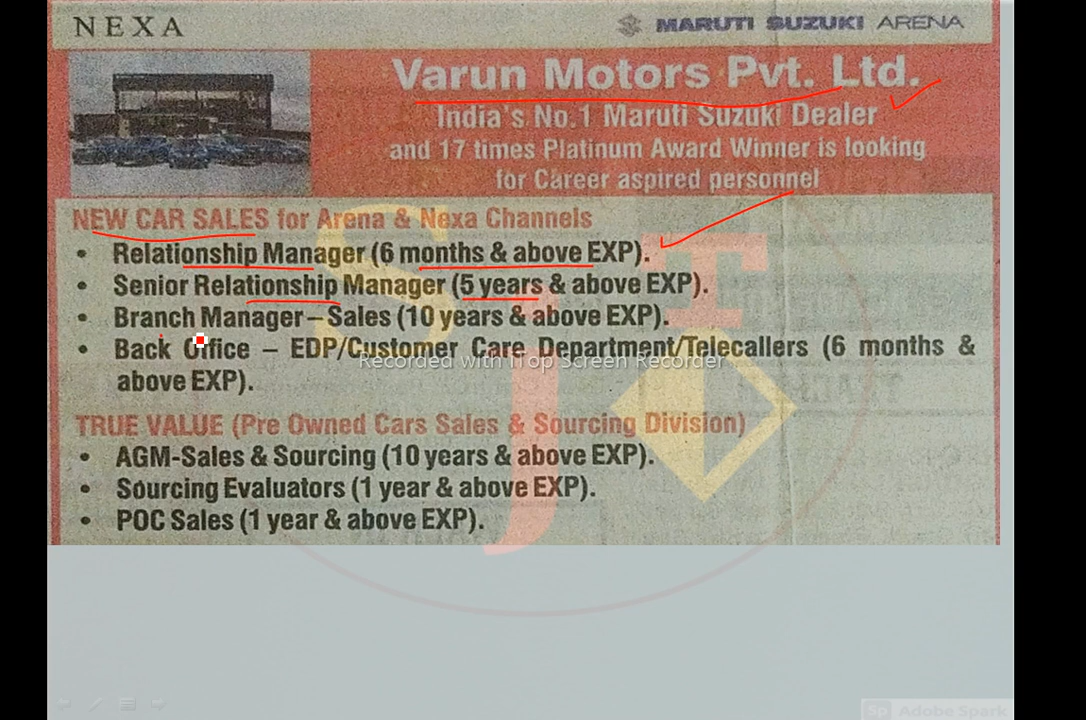 NEXA
MARUTI SUZUKI ARENA
Varun Motors Pvt. Ltd.
India's No.1 Maruti Suzuki Dealer
and 17 times Platinum Award Winner is looking
for Career aspired personnel
NEW CAR SALES for Arena & Nexa Channels
• Relationship Manager (6 months & above EXP).
• Senior Relationship Manager (5 years & above EXP).
• Branch Manager – Sales (10 years & above EXP).
• Back Office – EDP/Customer Care Department/Telecallers (6 months &
above EXP).
Recorded with iTop Screen Recorder
TRUE VALUE (Pre Owned Cars Sales & Sourcing Division)
• AGM-Sales & Sourcing (10 years & above EXP).
• Sourcing Evaluators (1 year & above EXP).
• POC Sales (1 year & above EXP).
S
T
J
Sp Adobe Spark